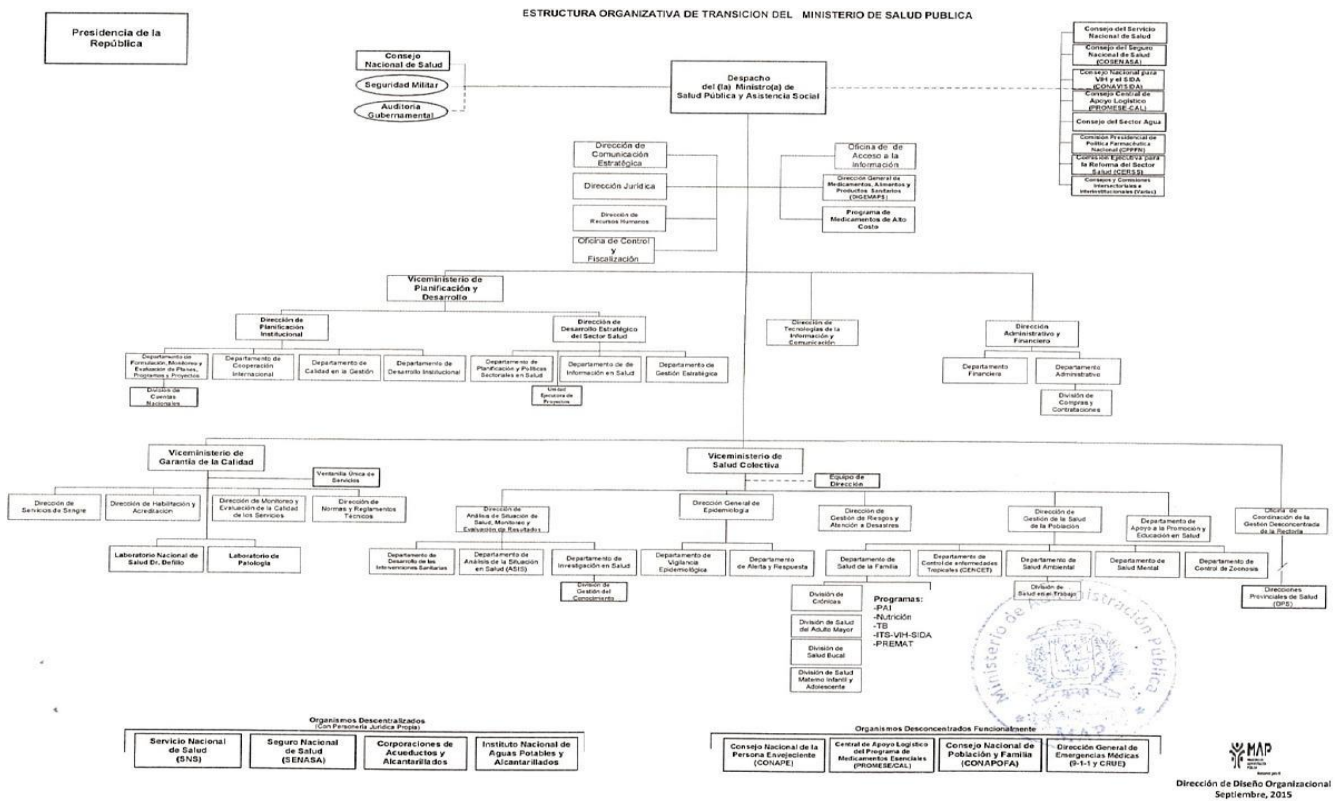 ESTRUCTURA ORGANIZATIVA DE TRANSICION DEL MINISTERIO DE SALUD PUBLICA
Presidencia de la
República
Consejo
Nacional de Salud
Seguridad Militar
Auditoría
Gubernamental
Despacho
del (la) Ministro(a) de
Salud Pública y Asistencia Social
Consejo del Servicio
Nacional de Salud
Consejo del Seguro
Nacional de Salud
(COSENASA)
Consejo Nacional para
VIH y el SIDA
(CONAVISIDA)
Consejo Central de
Apoyo Logístico
(PROMESE-CAL)
Consejo del Sector Agua
Comisión Presidencial de
Política Farmacéutica
Nacional (CPPFN)
Comisión Ejecutiva para
la Reforma del Sector
Salud (CERSS)
Consejos y Comisiones
Intersectoriales e
Interinstitucionales (Varios)
Dirección de
Comunicación
Estratégica
Dirección Jurídica
Dirección de
Recursos Humanos
Oficina de Control
y
Fiscalización
Oficina de de
Acceso a la
Información
Dirección General de
Medicamentos, Alimentos y
Productos Sanitarios
(DIGEMAPS)
Programa de
Medicamentos de Alto
Costo
Viceministerio de
Planificación y
Desarrollo
Dirección de
Planificación
Institucional
Dirección de
Desarrollo Estratégico
del Sector Salud
Dirección de
Tecnologías de la
Información y
Comunicación
Dirección
Administrativo y
Financiero
Departamento de
Formulación, Monitoreo y
Evaluación de Planes,
Programas y Proyectos
Departamento de
Cooperación
Internacional
Departamento de
Calidad en la Gestión
Departamento de
Desarrollo Institucional
Departamento de
Planificación y Políticas
Sectoriales en Salud
Departamento de de
Información en Salud
Departamento de
Gestión Estratégica
Departamento
Financiera
Departamento
Administrativo
División de
Cuentas
Nacionales
Unidad
Ejecutora de
Proyectos
División de
Compras y
Contrataciones
Viceministerio de
Garantía de la Calidad
Viceministerio de
Salud Colectiva
Ventanilla Única de
Servicios
Equipo de
Dirección
Dirección de
Servicios de Sangre
Dirección de Habilitación y
Acreditación
Dirección de Monitoreo y
Evaluación de la Calidad
de los Servicios
Dirección de
Normas y Reglamentos
Técnicos
Dirección de
Análisis de Situación de
Salud, Monitoreo y
Evaluación de Resultados
Dirección General de
Epidemiología
Dirección de
Gestión de Riesgos y
Atención a Desastres
Dirección de
Gestión de la Salud
de la Población
Departamento de
Apoyo a la Promoción y
Educación en Salud
Oficina de
Coordinación de la
Gestión Desconcentrada
de la Rectoría
Laboratorio Nacional de
Salud Dr. Defillo
Laboratorio de
Patología
Departamento de
Desarrollo de las
Intervenciones Sanitarias
Departamento de
Análisis de la Situación
en Salud (ASIS)
Departamento de
Investigación en Salud
Departamento de
Vigilancia
Epidemiológica
Departamento
de Alerta y Respuesta
Departamento de
Salud de la Familia
Departamento de
Control de enfermedades
Tropicales (CENCET)
Departamento de
Salud Ambiental
Departamento de
Salud Mental
Departamento de
Control de Zoonosis
División de
Gestión del
Conocimiento
División de
Salud en el Trabajo
Direcciones
Provinciales de Salud
(DPS)
División de
Crónicas
División de Salud
del Adulto Mayor
División de
Salud Bucal
División de Salud
Materno Infantil y
Adolescente
Programas:
-PAI
-Nutrición
-TB
-ITS-VIH-SIDA
-PREMAT
Ministerio de Administración Pública
MAP
Organismos Descentralizados
(Con Personería Jurídica Propia)
Servicio Nacional
de Salud
(SNS)
Seguro Nacional
de Salud
(SENASA)
Corporaciones de
Acueductos y
Alcantarillados
Instituto Nacional de
Aguas Potables y
Alcantarillados
Organismos Desconcentrados Funcionalmente
Consejo Nacional de la
Persona Envejeciente
(CONAPE)
Central de Apoyo Logístico
del Programa de
Medicamentos Esenciales
(PROMESE/CAL)
Consejo Nacional de
Población y Familia
(CONAPOFA)
Dirección General de
Emergencias Médicas
(9-1-1 y CRUE)
MAP
Dirección de Diseño Organizacional
Septiembre, 2015